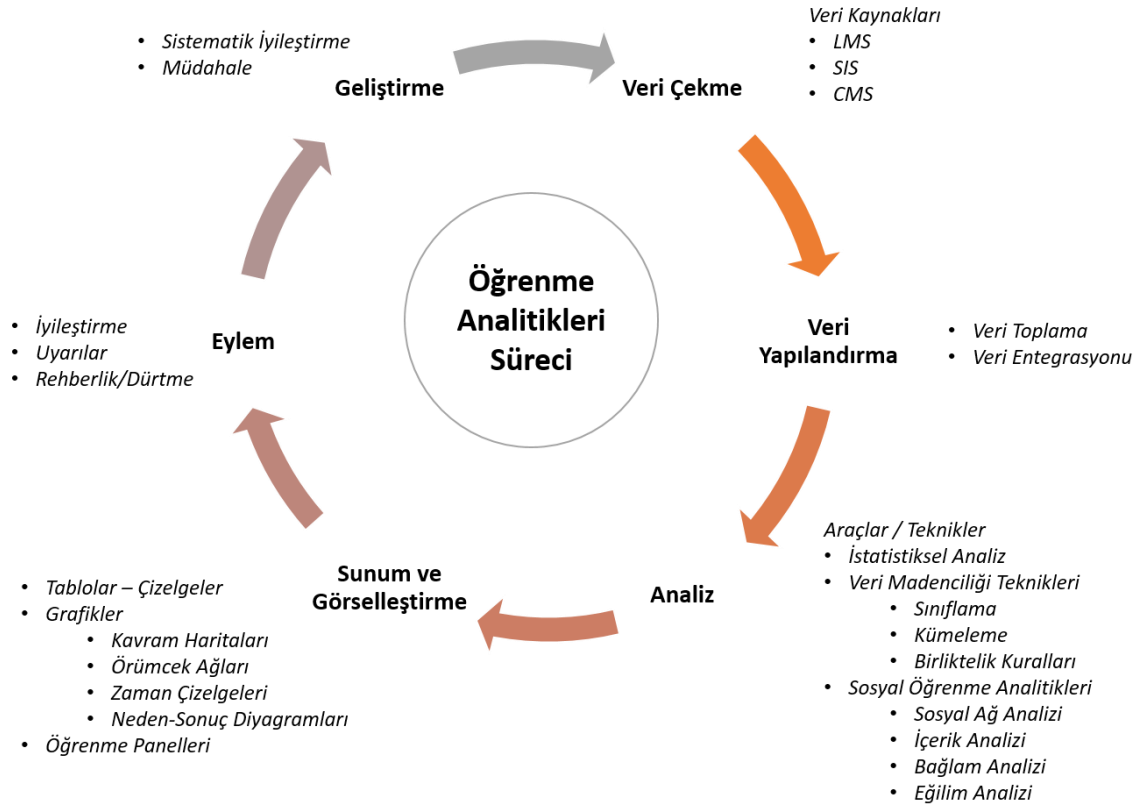 Öğrenme
Analitikleri
Süreci
Veri Çekme
Veri Kaynakları
• LMS
• SIS
• CMS
Veri
Yapılandırma
• Veri Toplama
• Veri Entegrasyonu
Analiz
Araçlar / Teknikler
• İstatistiksel Analiz
• Veri Madenciliği Teknikleri
• Sınıflama
• Kümeleme
• Birliktelik Kuralları
• Sosyal Öğrenme Analitikleri
• Sosyal Ağ Analizi
• İçerik Analizi
• Bağlam Analizi
• Eğilim Analizi
Sunum ve
Görselleştirme
• Tablolar – Çizelgeler
• Grafikler
• Kavram Haritaları
• Örümcek Ağları
• Zaman Çizelgeleri
• Neden-Sonuç Diyagramları
• Öğrenme Panelleri
Eylem
• İyileştirme
• Uyarılar
• Rehberlik/Dürtme
Geliştirme
• Sistematik İyileştirme
• Müdahale